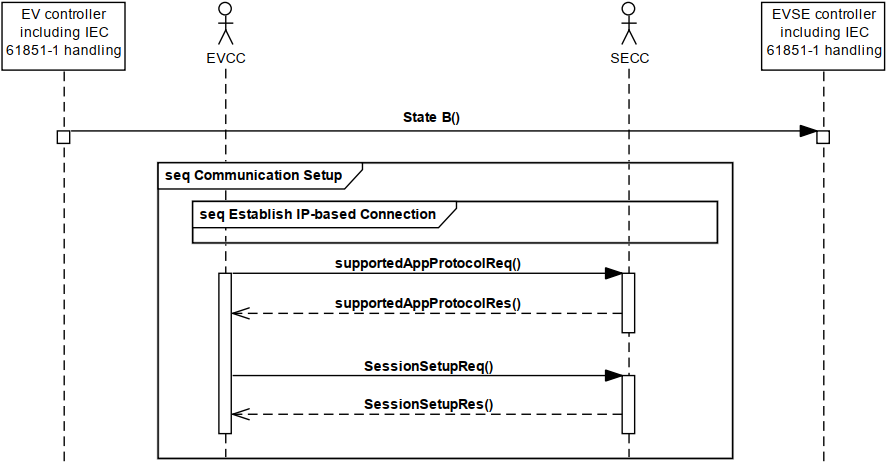 EV controller
including IEC
61851-1 handling
EVCC
SECC
EVSE controller
including IEC
61851-1 handling
State B()
seq Communication Setup
seq Establish IP-based Connection
supportedAppProtocolReq()
supportedAppProtocolRes()
SessionSetupReq()
SessionSetupRes()